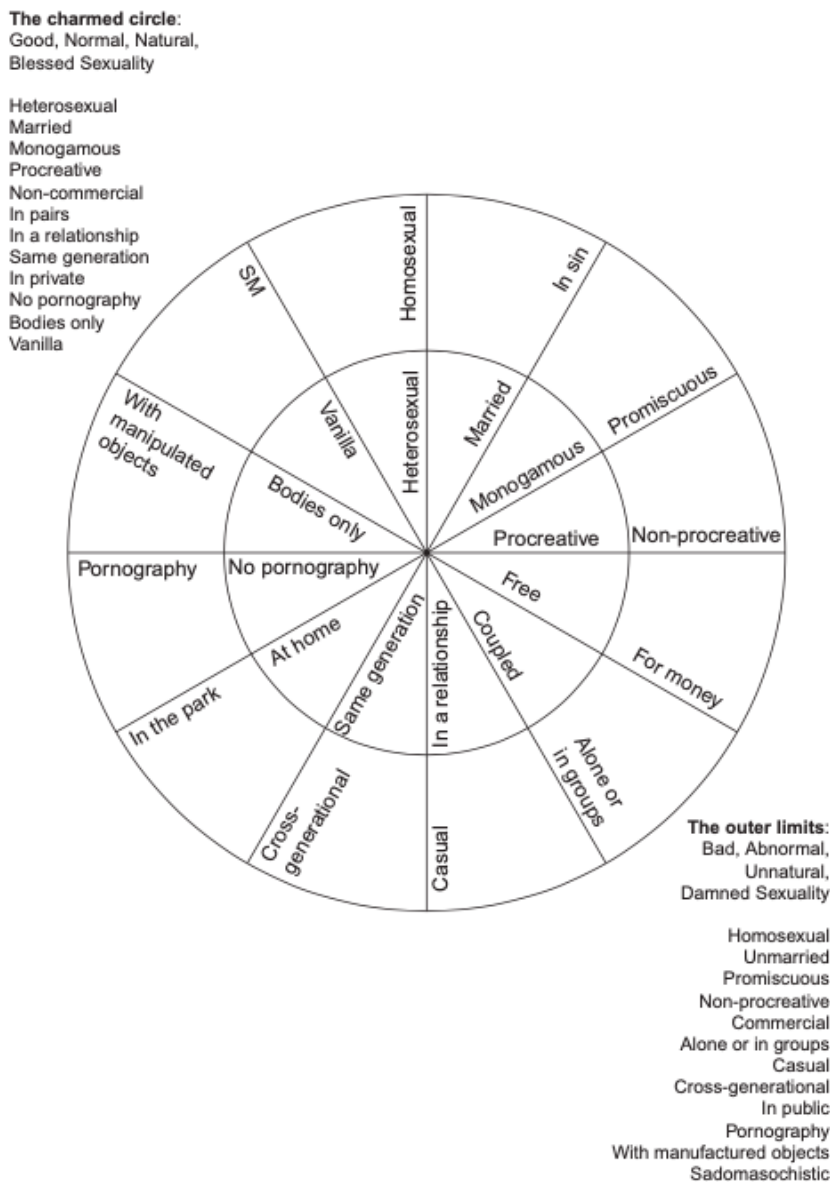 The charmed circle:
Good, Normal, Natural,
Blessed Sexuality
Heterosexual
Married
Monogamous
Procreative
Non-commercial
In pairs
In a relationship
Same generation
In private
No pornography
Bodies only
Vanilla
Homosexual
In sin
Promiscuous
Non-procreative
For money
Alone or
in groups
Casual
Cross-
generational
In the park
Pornography
With
manipulated
objects
SM
Heterosexual
Married
Monogamous
Procreative
Free
Coupled
In a relationship
Same generation
At home
No pornography
Bodies only
Vanilla
The outer limits:
Bad, Abnormal,
Unnatural,
Damned Sexuality
Homosexual
Unmarried
Promiscuous
Non-procreative
Commercial
Alone or in groups
Casual
Cross-generational
In public
Pornography
With manufactured objects
Sadomasochistic